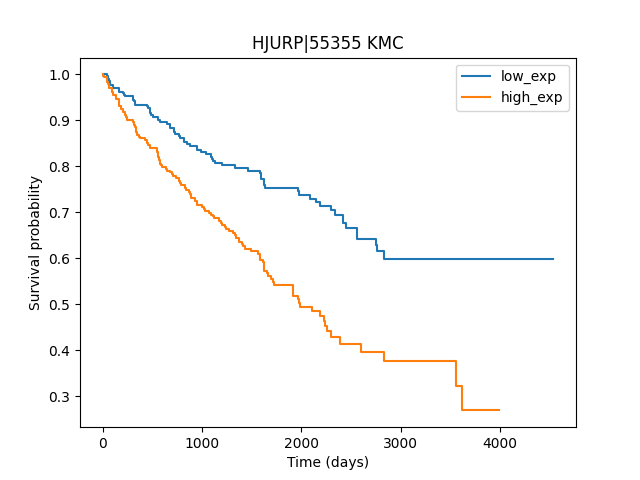 HJURP|55355 KMC
low_exp
high_exp
1.0
0.9
0.8
0.7
0.6
0.5
0.4
0.3
Survival probability
0
1000
2000
3000
4000
Time (days)